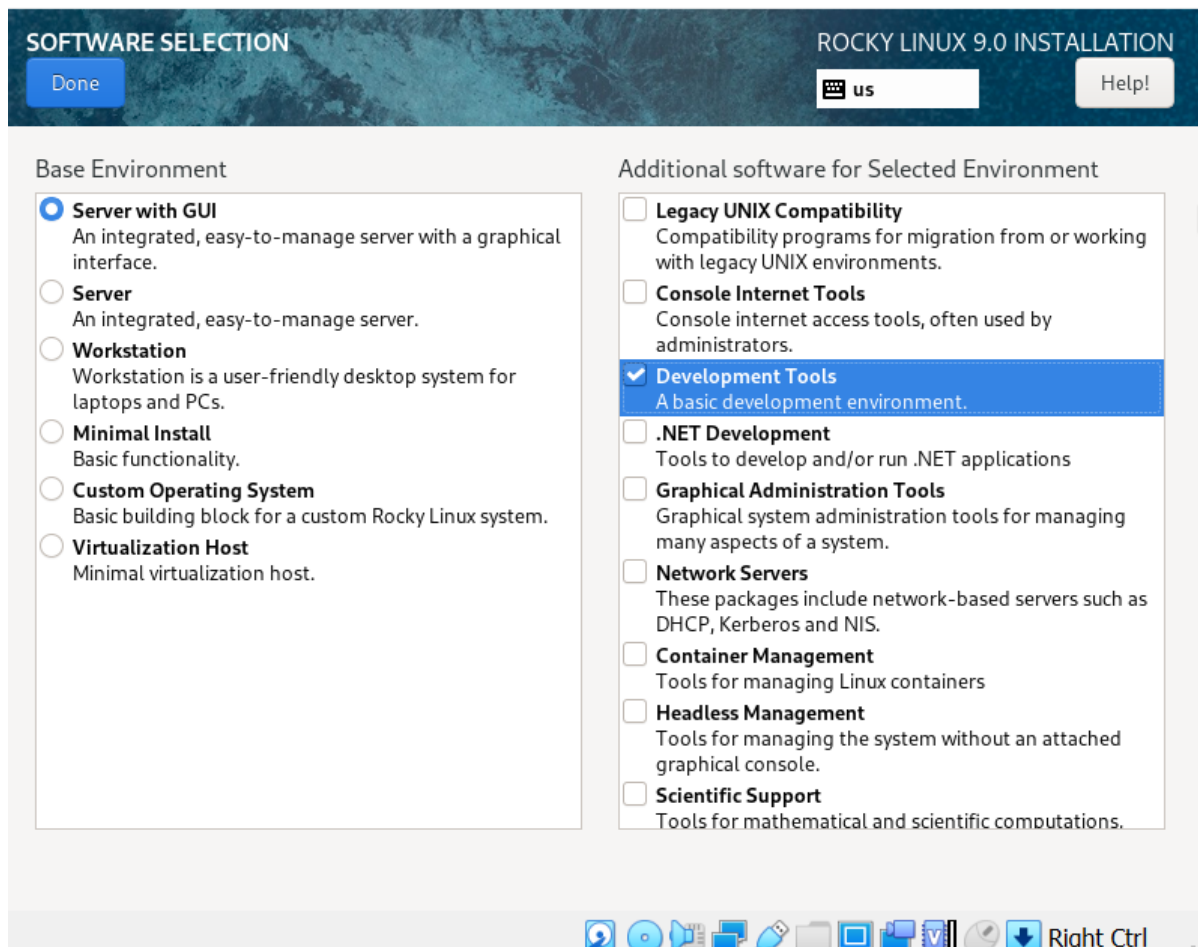 SOFTWARE SELECTION
ROCKY LINUX 9.0 INSTALLATION
Done
us
Help!
Base Environment
Server with GUI
An integrated, easy-to-manage server with a graphical
interface.
Server
An integrated, easy-to-manage server.
Workstation
Workstation is a user-friendly desktop system for
laptops and PCs.
Minimal Install
Basic functionality.
Custom Operating System
Basic building block for a custom Rocky Linux system.
Virtualization Host
Minimal virtualization host.
Additional software for Selected Environment
Legacy UNIX Compatibility
Compatibility programs for migration from or working
with legacy UNIX environments.
Console Internet Tools
Console internet access tools, often used by
administrators.
Development Tools
A basic development environment.
.NET Development
Tools to develop and/or run .NET applications
Graphical Administration Tools
Graphical system administration tools for managing
many aspects of a system.
Network Servers
These packages include network-based servers such as
DHCP, Kerberos and NIS.
Container Management
Tools for managing Linux containers
Headless Management
Tools for managing the system without an attached
graphical console.
Scientific Support
Tools for mathematical and scientific computations.
Right Ctrl